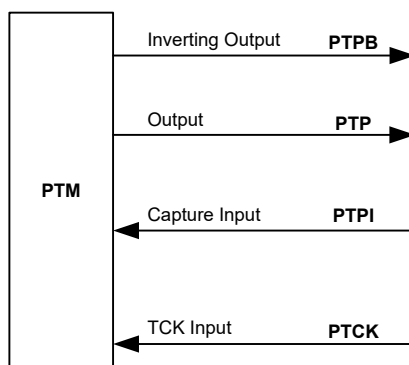 Inverting Output PTPB
Output PTP
PTM
Capture Input PTPI
TCK Input PTCK